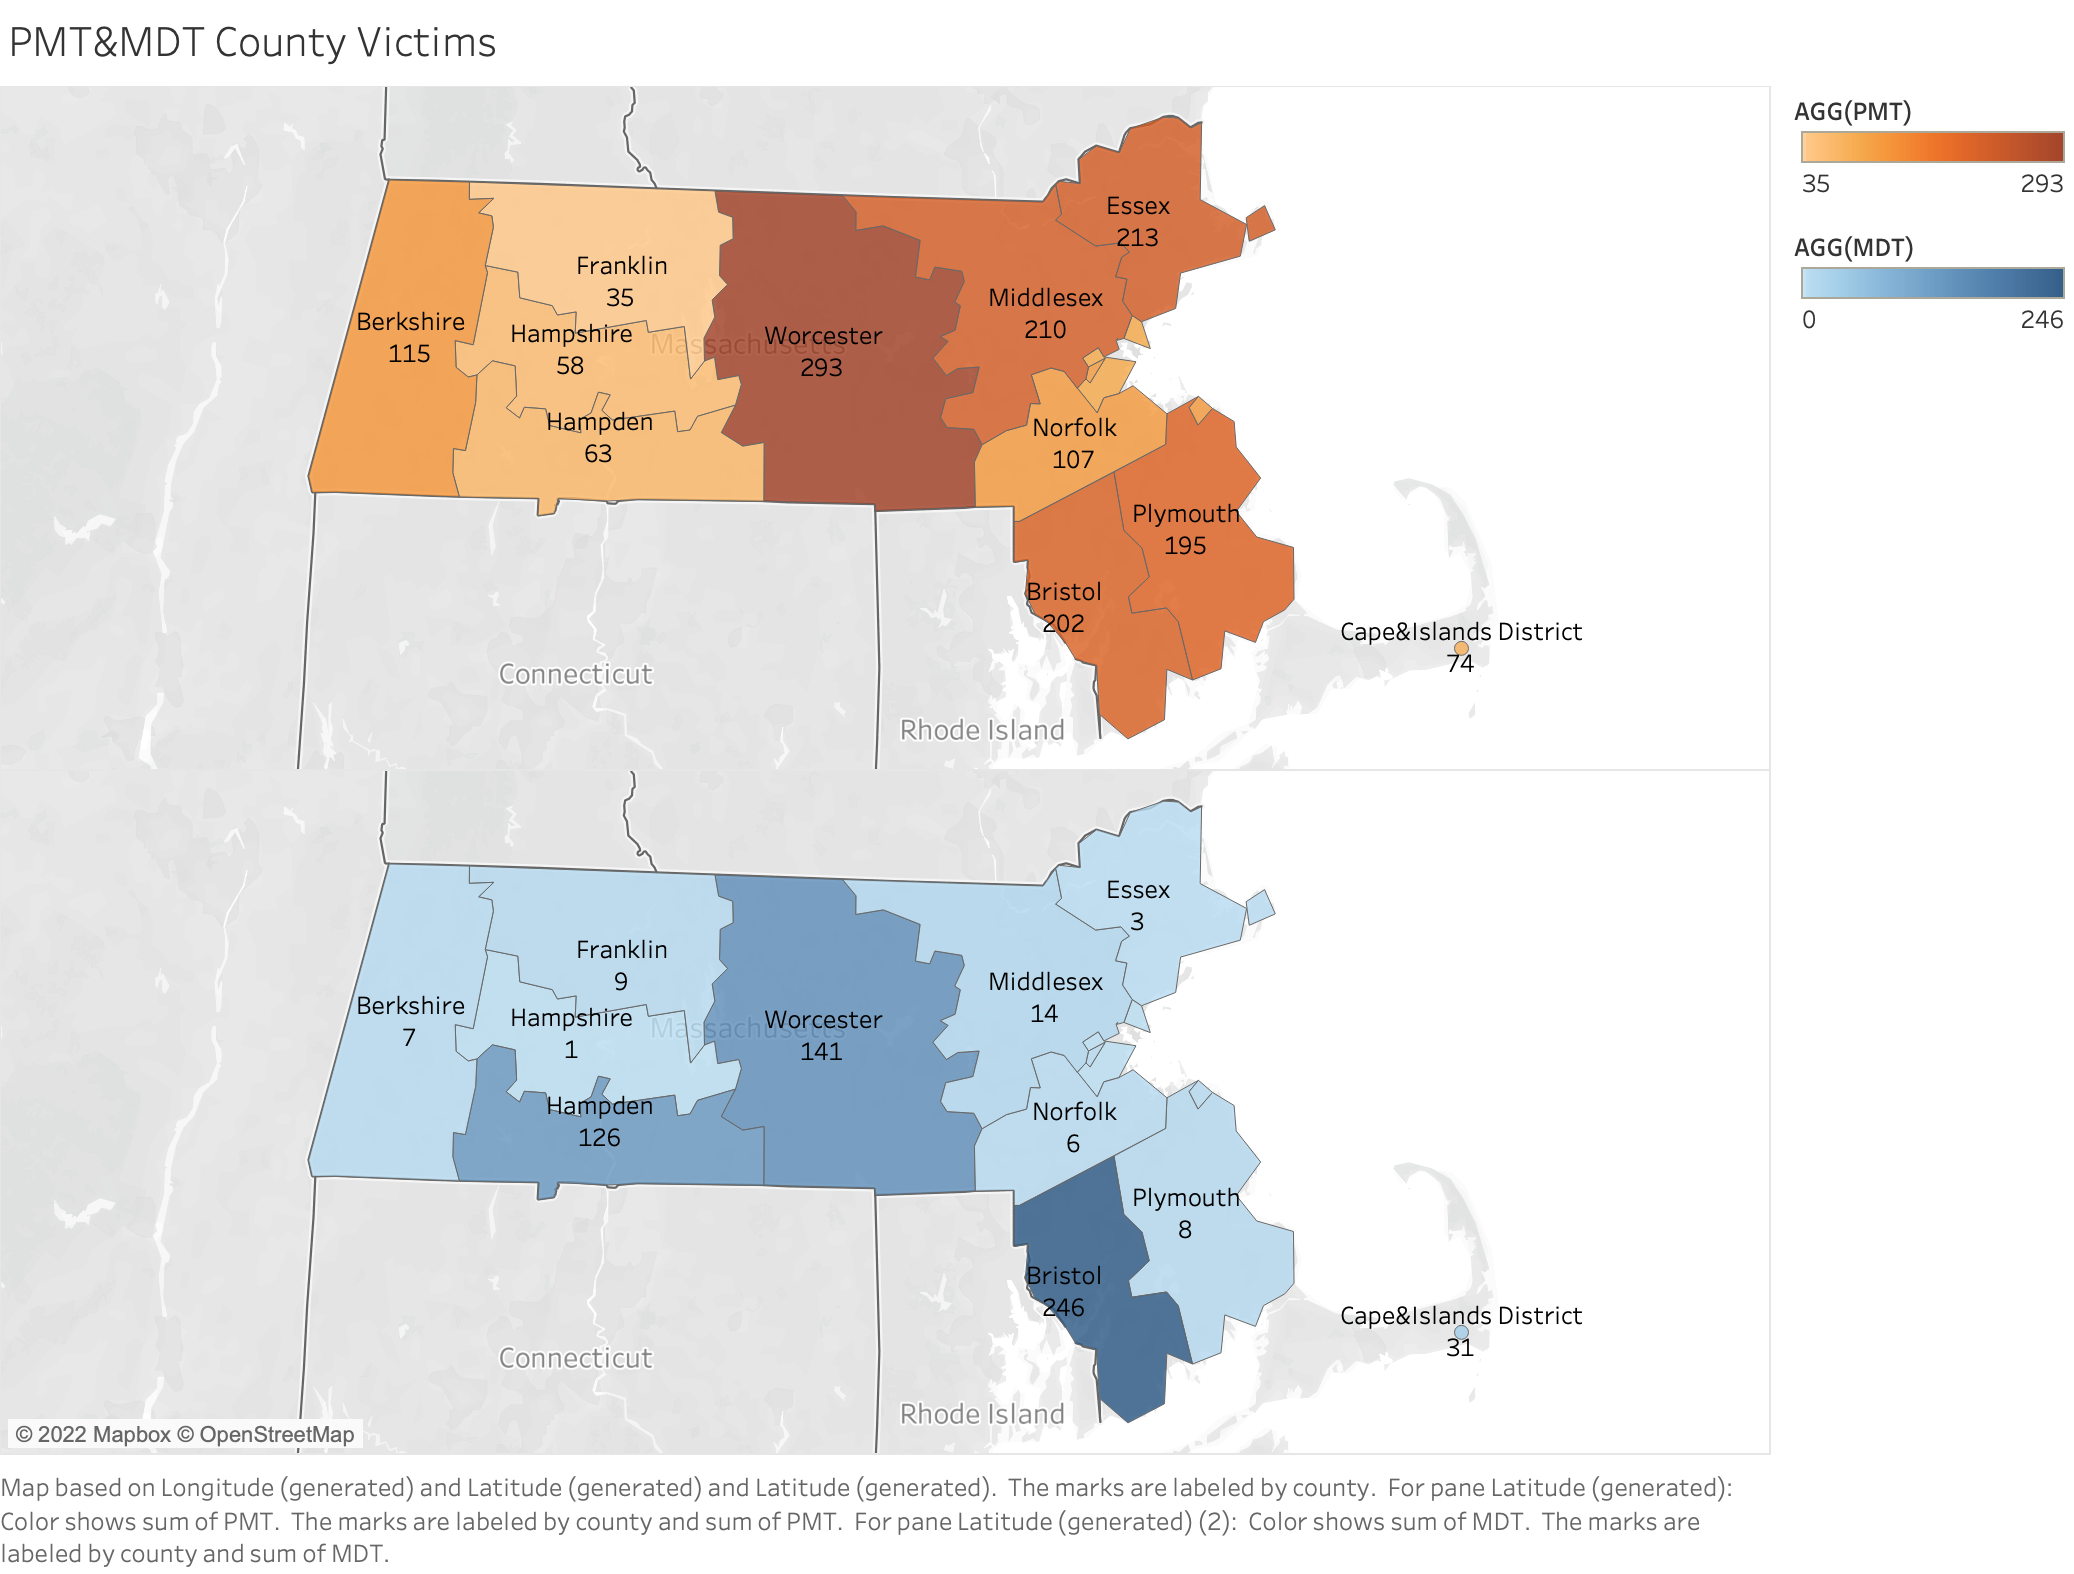 PMT&MDT County Victims
AGG(PMT)
35 293
AGG(MDT)
0 246
Essex
213
Franklin
35
Middlesex
210
Berkshire
115
Hampshire
58
Massachusetts
Worcester
293
Hampden
63
Norfolk
107
Plymouth
195
Bristol
202
Cape&Islands District
74
Connecticut
Rhode Island
Essex
3
Franklin
9
Middlesex
14
Berkshire
7
Hampshire
1
Massachusetts
Worcester
141
Hampden
126
Norfolk
6
Plymouth
8
Bristol
246
Cape&Islands District
31
Connecticut
Rhode Island
© 2022 Mapbox © OpenStreetMap
Map based on Longitude (generated) and Latitude (generated) and Latitude (generated). The marks are labeled by county. For pane Latitude (generated):
Color shows sum of PMT. The marks are labeled by county and sum of PMT. For pane Latitude (generated) (2): Color shows sum of MDT. The marks are
labeled by county and sum of MDT.